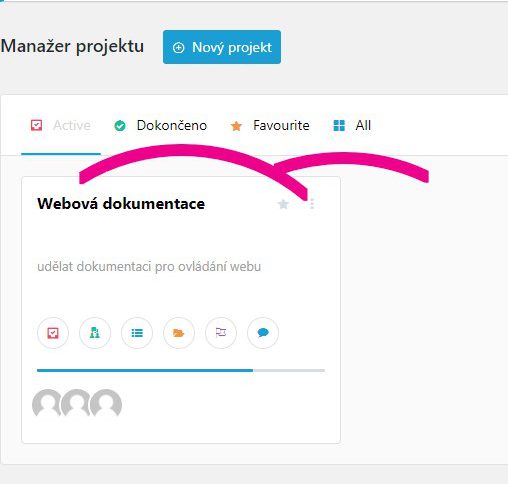 Manažer projektu
Nový projekt
Active
Dokončeno
Favourite
All
Webová dokumentace
udělat dokumentaci pro ovládání webu